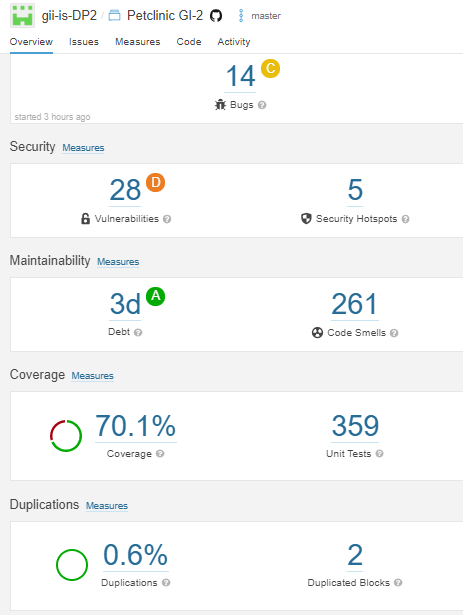 gii-is-DP2 / Petclinic GI-2 master
Overview Issues Measures Code Activity
14 C
Bugs ?
started 3 hours ago
Security Measures
28 D 5
Vulnerabilities ? Security Hotspots ?
Maintainability Measures
3d A 261
Debt ? Code Smells ?
Coverage Measures
70.1% 359
Coverage ? Unit Tests ?
Duplications Measures
0.6% 2
Duplications ? Duplicated Blocks ?